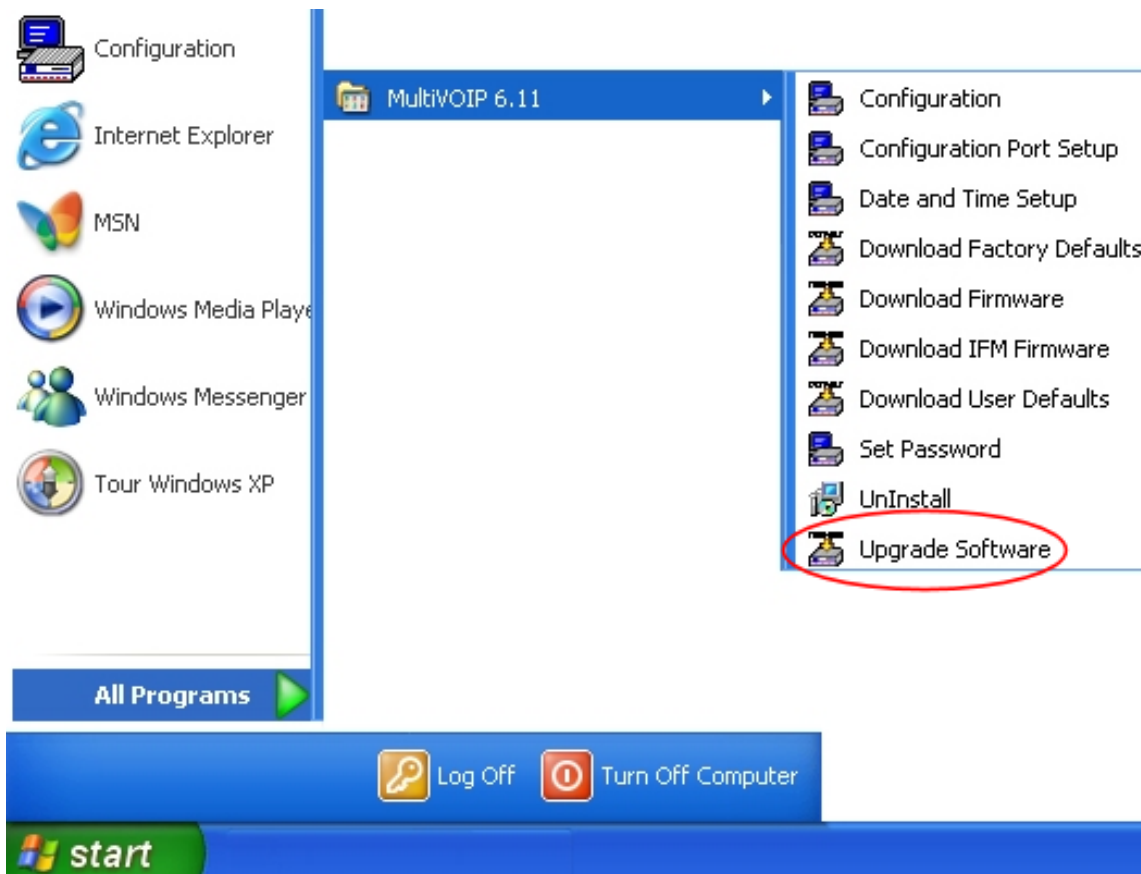 Configuration
Internet Explorer
MSN
Windows Media Playe
Windows Messenger
Tour Windows XP
All Programs
MultiVOIP 6.11
Configuration
Configuration Port Setup
Date and Time Setup
Download Factory Defaults
Download Firmware
Download IFM Firmware
Download User Defaults
Set Password
UnInstall
Upgrade Software
Log Off
Turn Off Computer
start